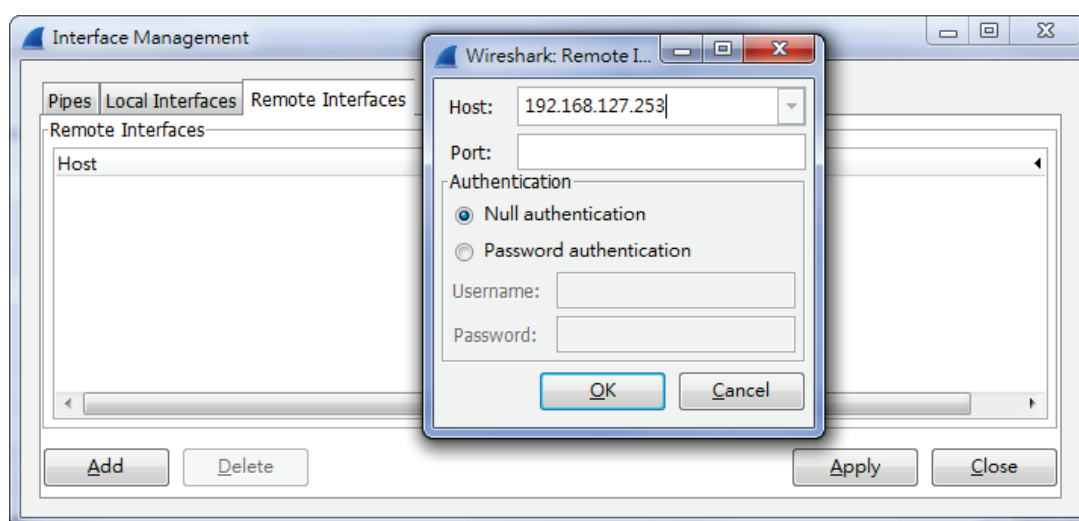 Interface Management
Pipes Local Interfaces Remote Interfaces
Remote Interfaces
Host
Add Delete Apply Close
Wireshark: Remote I...
Host: 192.168.127.253
Port:
Authentication
Null authentication
Password authentication
Username:
Password:
OK Cancel